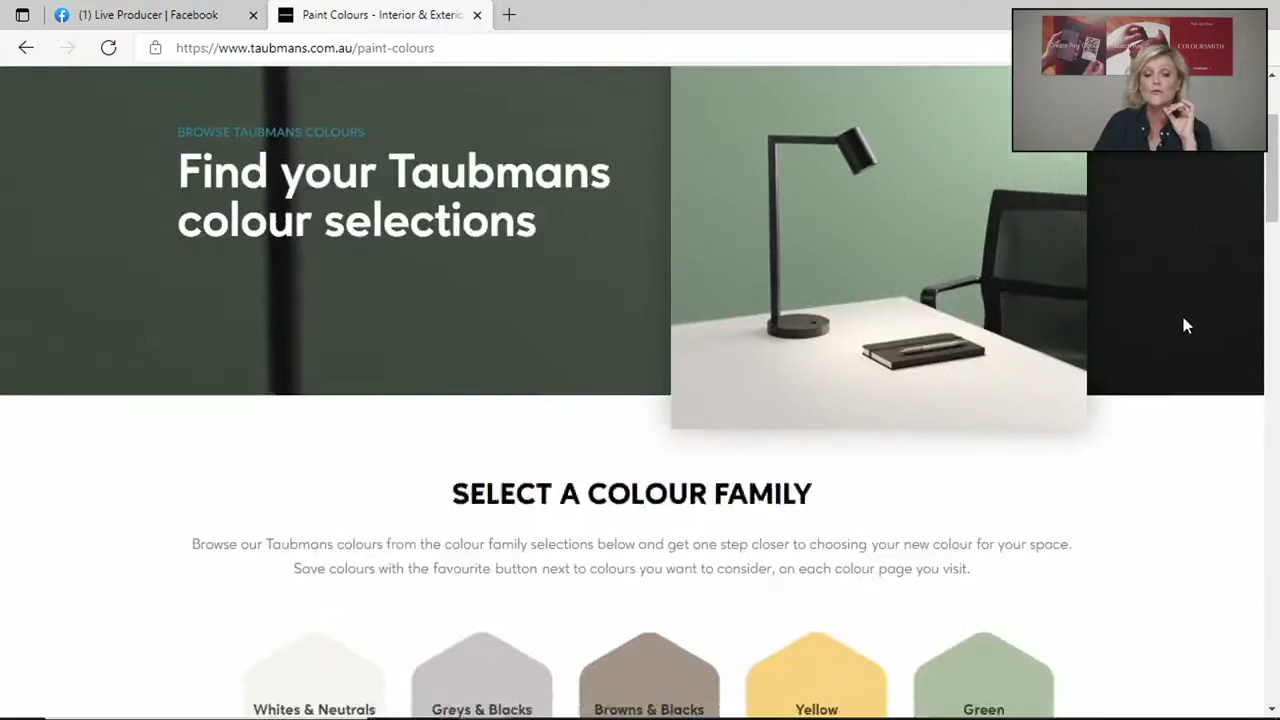 (1) Live Producer | Facebook
Paint Colours - Interior & Exteric
https://www.taubmans.com.au/paint-colours
COLOURSMITH
BROWSE TAUBMANS COLOURS
Find your Taubmans
colour selections
SELECT A COLOUR FAMILY
Browse our Taubmans colours from the colour family selections below and get one step closer to choosing your new colour for your space.
Save colours with the favourite button next to colours you want to consider, on each colour page you visit.
Whites & Neutrals
Greys & Blacks
Browns & Blacks
Yellow
Green